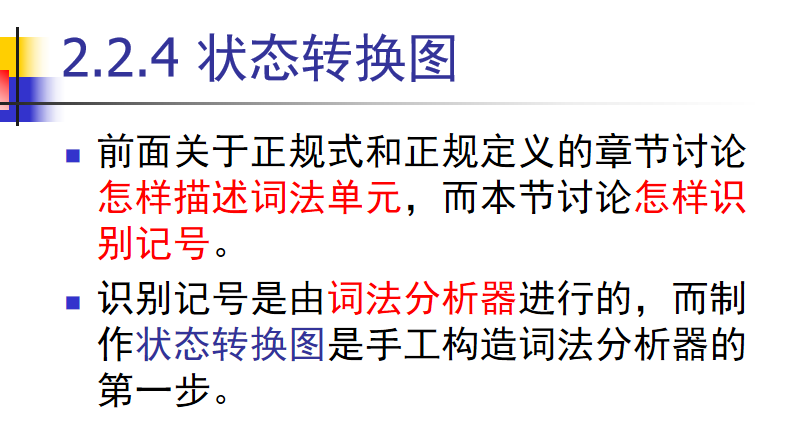 2.2.4 状态转换图
前面关于正规式和正规定义的章节讨论
怎样描述词法单元，而本节讨论怎样识
别记号。
识别记号是由词法分析器进行的，而制
作状态转换图是手工构造词法分析器的
第一步。